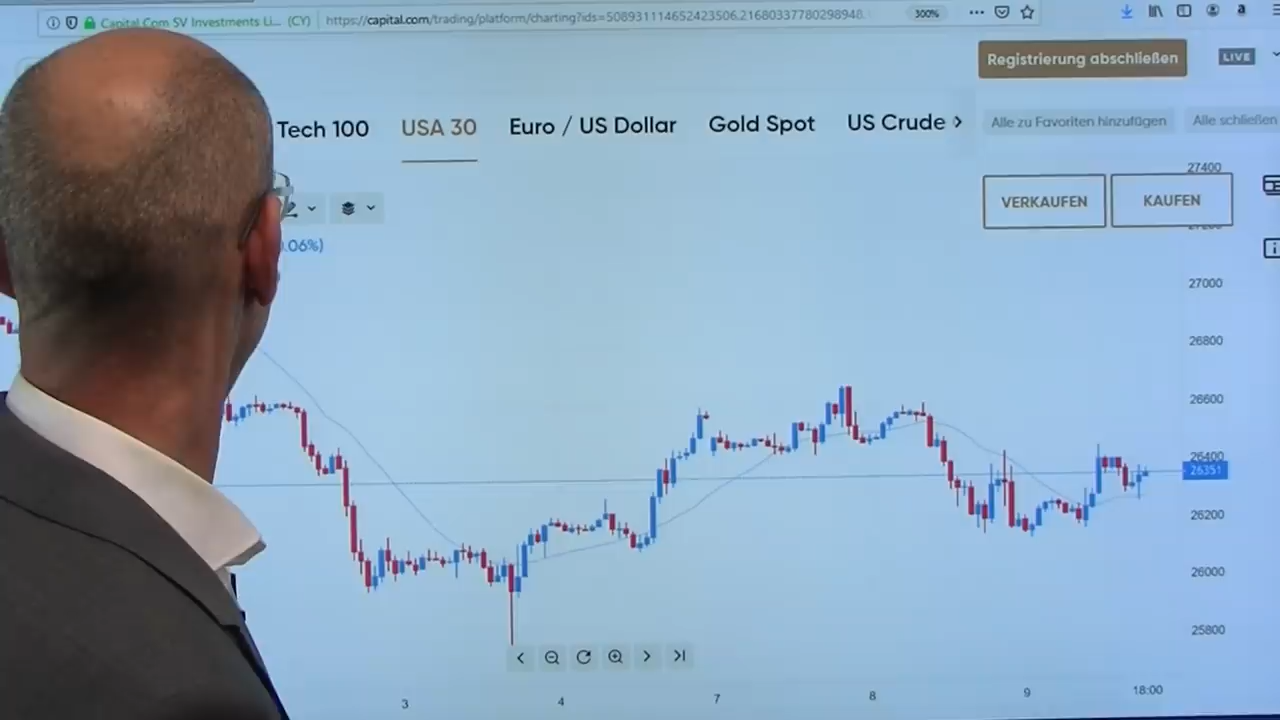 Capital Com SV Investments Li... (CY)
https://capital.com/trading/platform/charting?ids=508931114652423506.21680337780298948.
300%
Registrierung abschließen
LIVE
Tech 100
USA 30
Euro / US Dollar
Gold Spot
US Crude >
Alle zu Favoriten hinzufügen
Alle schließen
VERKAUFEN
KAUFEN
.06%)
27400
27200
27000
26800
26600
26400
26351
26200
26000
25800
3
4
7
8
9
18:00